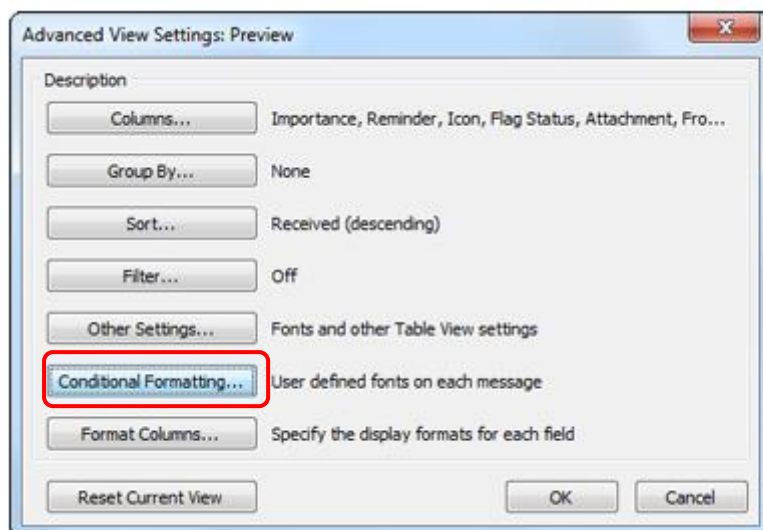 Advanced View Settings: Preview
Description
Columns... Importance, Reminder, Icon, Flag Status, Attachment, Fro...
Group By... None
Sort... Received (descending)
Filter... Off
Other Settings... Fonts and other Table View settings
Conditional Formatting... User defined fonts on each message
Format Columns... Specify the display formats for each field
Reset Current View OK Cancel